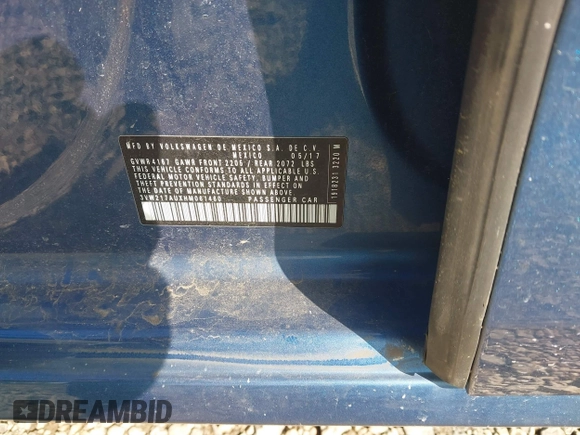 MFD BY VOLKSWAGEN DE MEXICO S.A. DE C.V
MEXICO 05/17
GVWR4187 GAWR FRONT 2205 / REAR 2072 LBS
THIS VEHICLE CONFORMS TO ALL APPLICABLE U.S.
FEDERAL MOTOR VEHICLE SAFETY, BUMPER, AND
THEFT PREVENTION STANDARDS IN EFFECT ON
THE DATE OF MANUFACTURE SHOWN ABOVE
3VW217AUXHM061460 PASSENGER CAR
DREAMBID